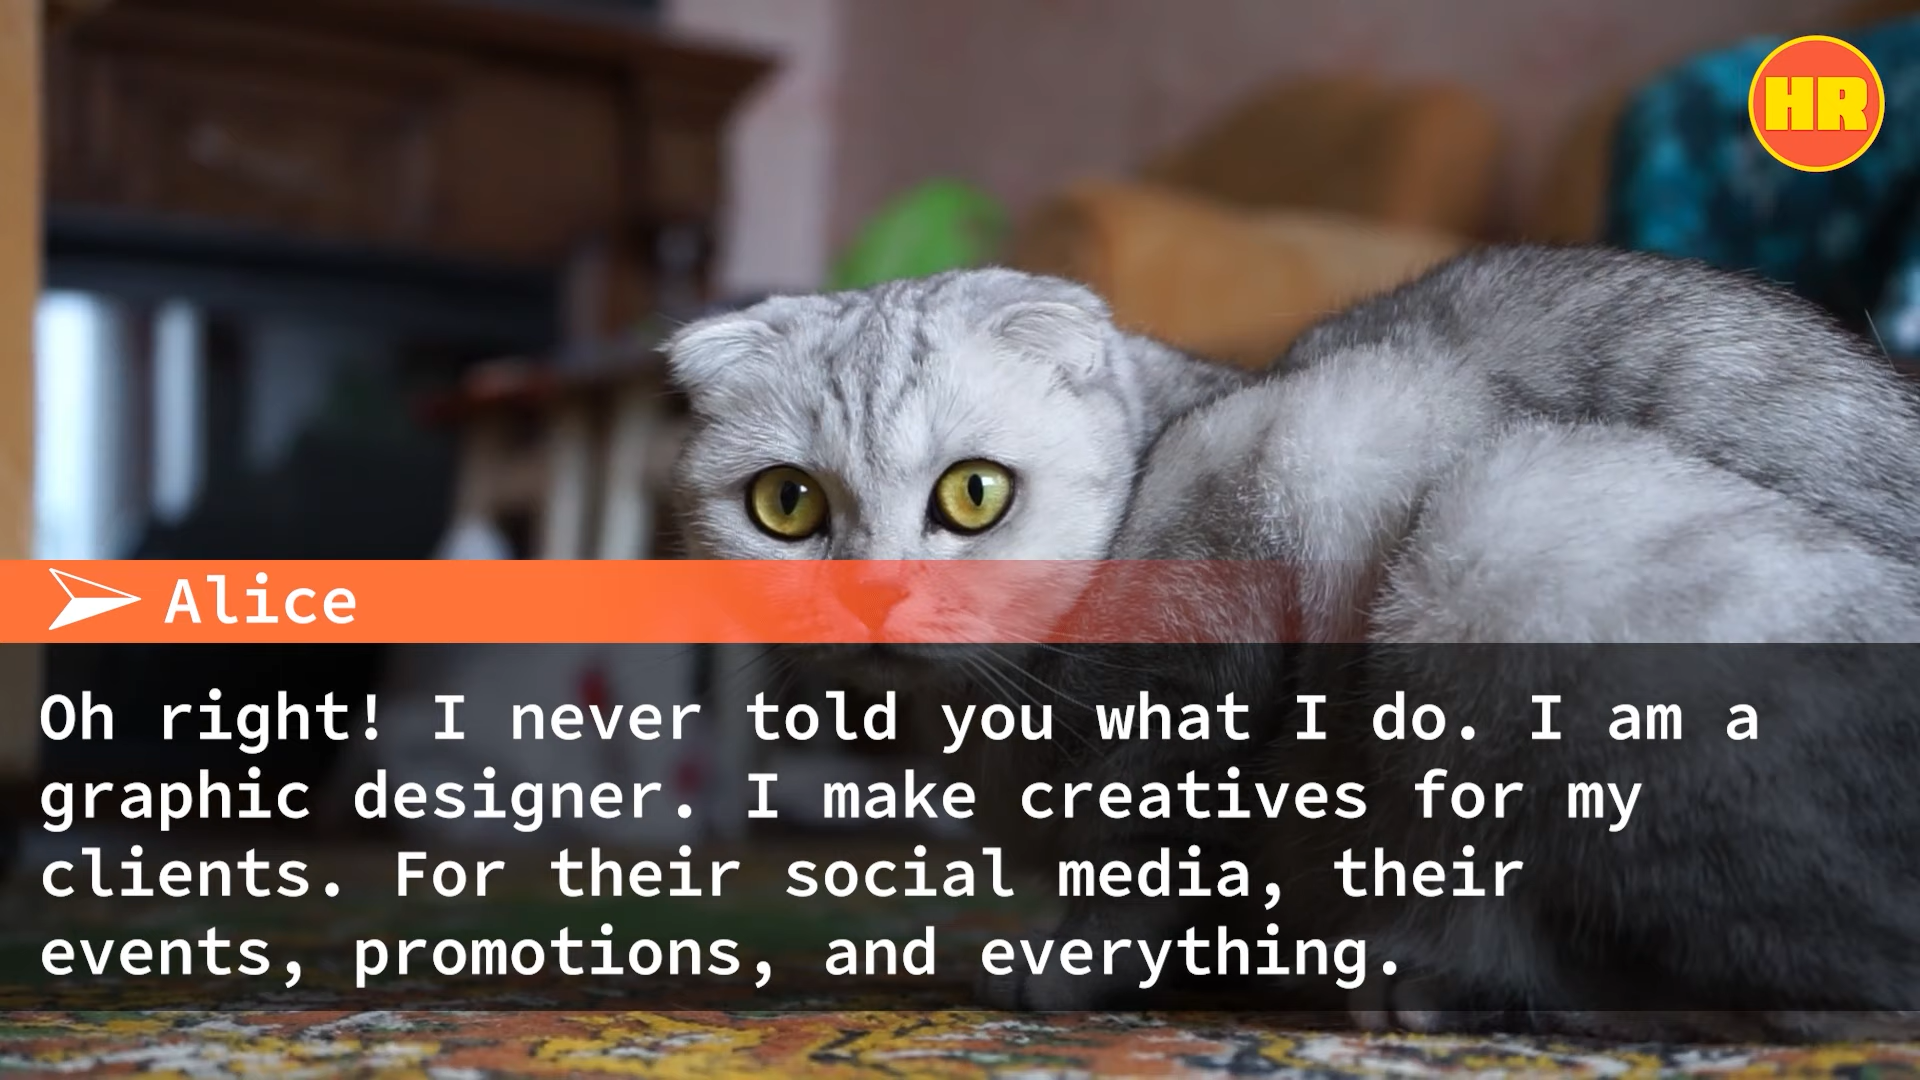 HR
Alice
Oh right! I never told you what I do. I am a
graphic designer. I make creatives for my
clients. For their social media, their
events, promotions, and everything.